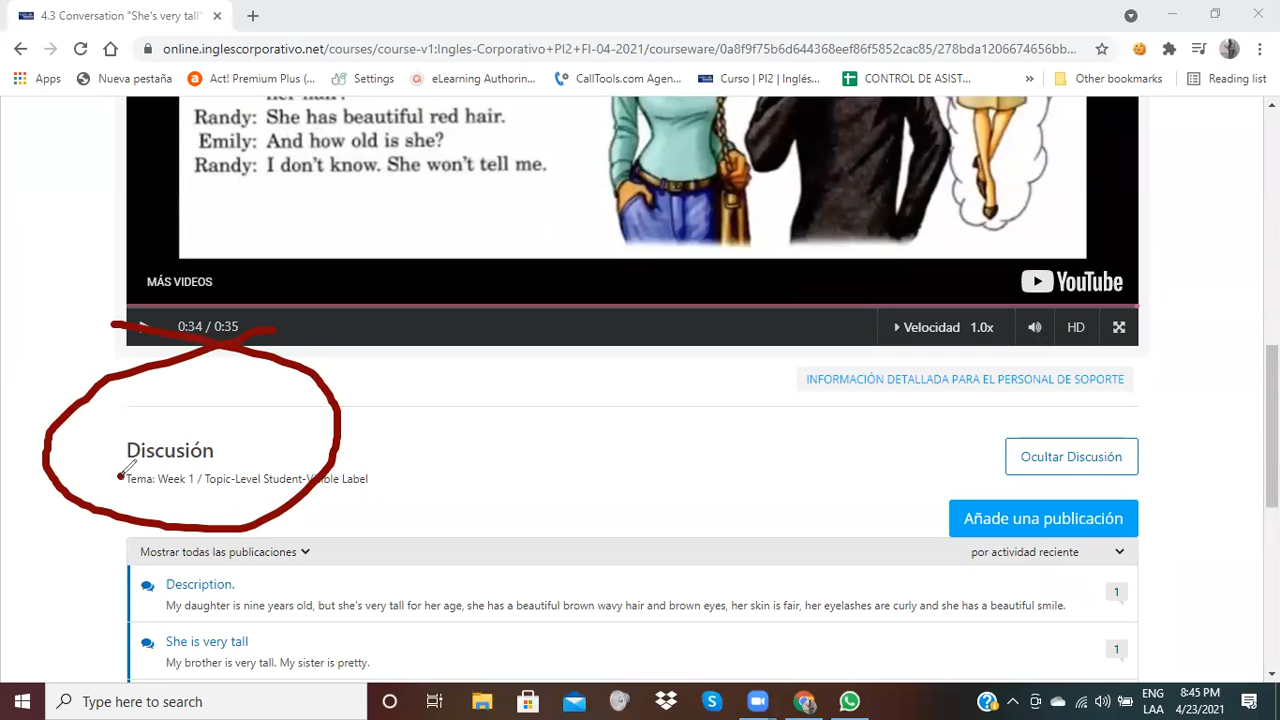 4.3 Conversation "She's very tall"
online.inglescorporativo.net/courses/course-v1:Ingles-Corporativo+PI2+FI-04-2021/courseware/0a8f9f75b6d644368eef86f5852cac85/278bda1206674656bb...
Apps Nueva pestaña Act! Premium Plus (... Settings eLearning Authorin... CallTools.com Agen... Curso | PI2 | Inglés... CONTROL DE ASIST... » Other bookmarks Reading list
her hair?
Randy: She has beautiful red hair.
Emily: And how old is she?
Randy: I don't know. She won't tell me.
MÁS VIDEOS
YouTube
0:34 / 0:35 Velocidad 1.0x HD
INFORMACIÓN DETALLADA PARA EL PERSONAL DE SOPORTE
Discusión
Ocultar Discusión
Tema: Week 1 / Topic-Level Student-Visible Label
Añade una publicación
Mostrar todas las publicaciones por actividad reciente
Description.
1
My daughter is nine years old, but she's very tall for her age, she has a beautiful brown wavy hair and brown eyes, her skin is fair, her eyelashes are curly and she has a beautiful smile.
She is very tall
1
My brother is very tall. My sister is pretty.
Type here to search
ENG 8:45 PM
LAA 4/23/2021